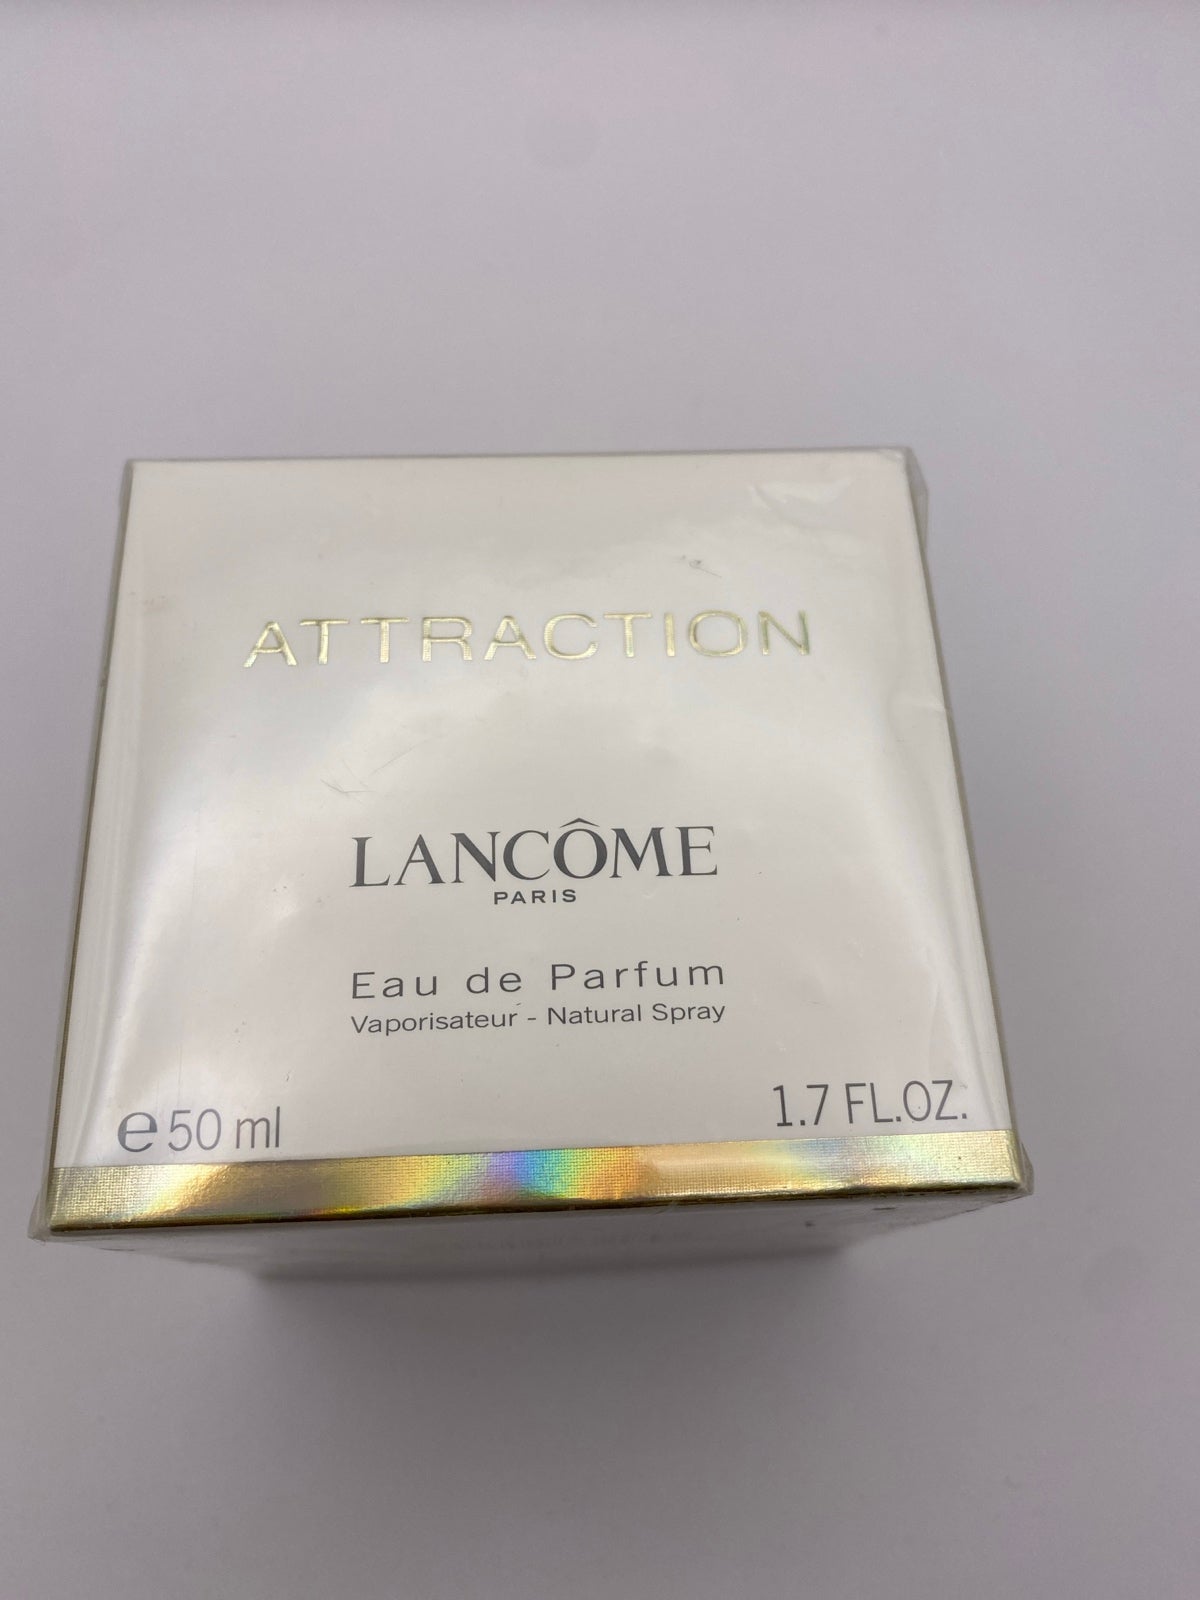 ATTRACTION
LANCÔME
PARIS
Eau de Parfum
Vaporisateur - Natural Spray
e 50 ml 1.7 FL.OZ.